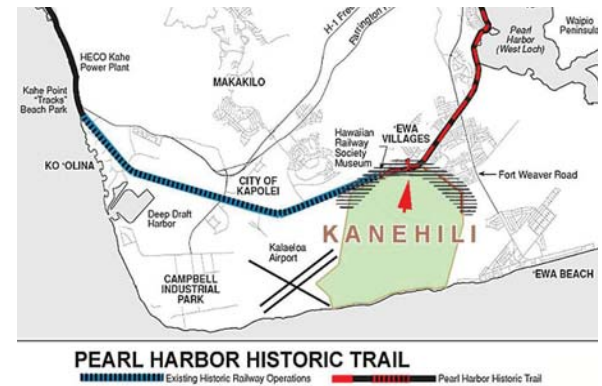 H-1 Free
Farrington H
Waipio
Peninsula
Pearl
Harbor
(West Loch)
HECO Kahe
Power Plant
MAKAKILO
Kahe Point
"Tracks"
Beach Park
Hawaiian
Railway
Society
Museum
'EWA
VILLAGES
KO 'OLINA
CITY OF
KAPOLEI
Fort Weaver Road
Deep Draft
Harbor
KANEHILI
Kalaeloa
Airport
CAMPBELL
INDUSTRIAL
PARK
'EWA BEACH
PEARL HARBOR HISTORIC TRAIL
Existing Historic Railway Operations
Pearl Harbor Historic Trail